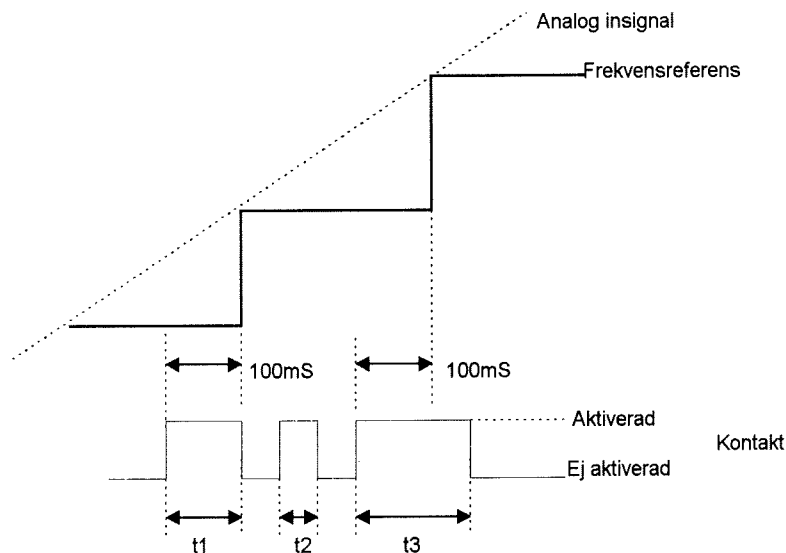 Analog insignal
Frekvensreferens
100mS
100mS
Aktiverad
Kontakt
Ej aktiverad
t1
t2
t3